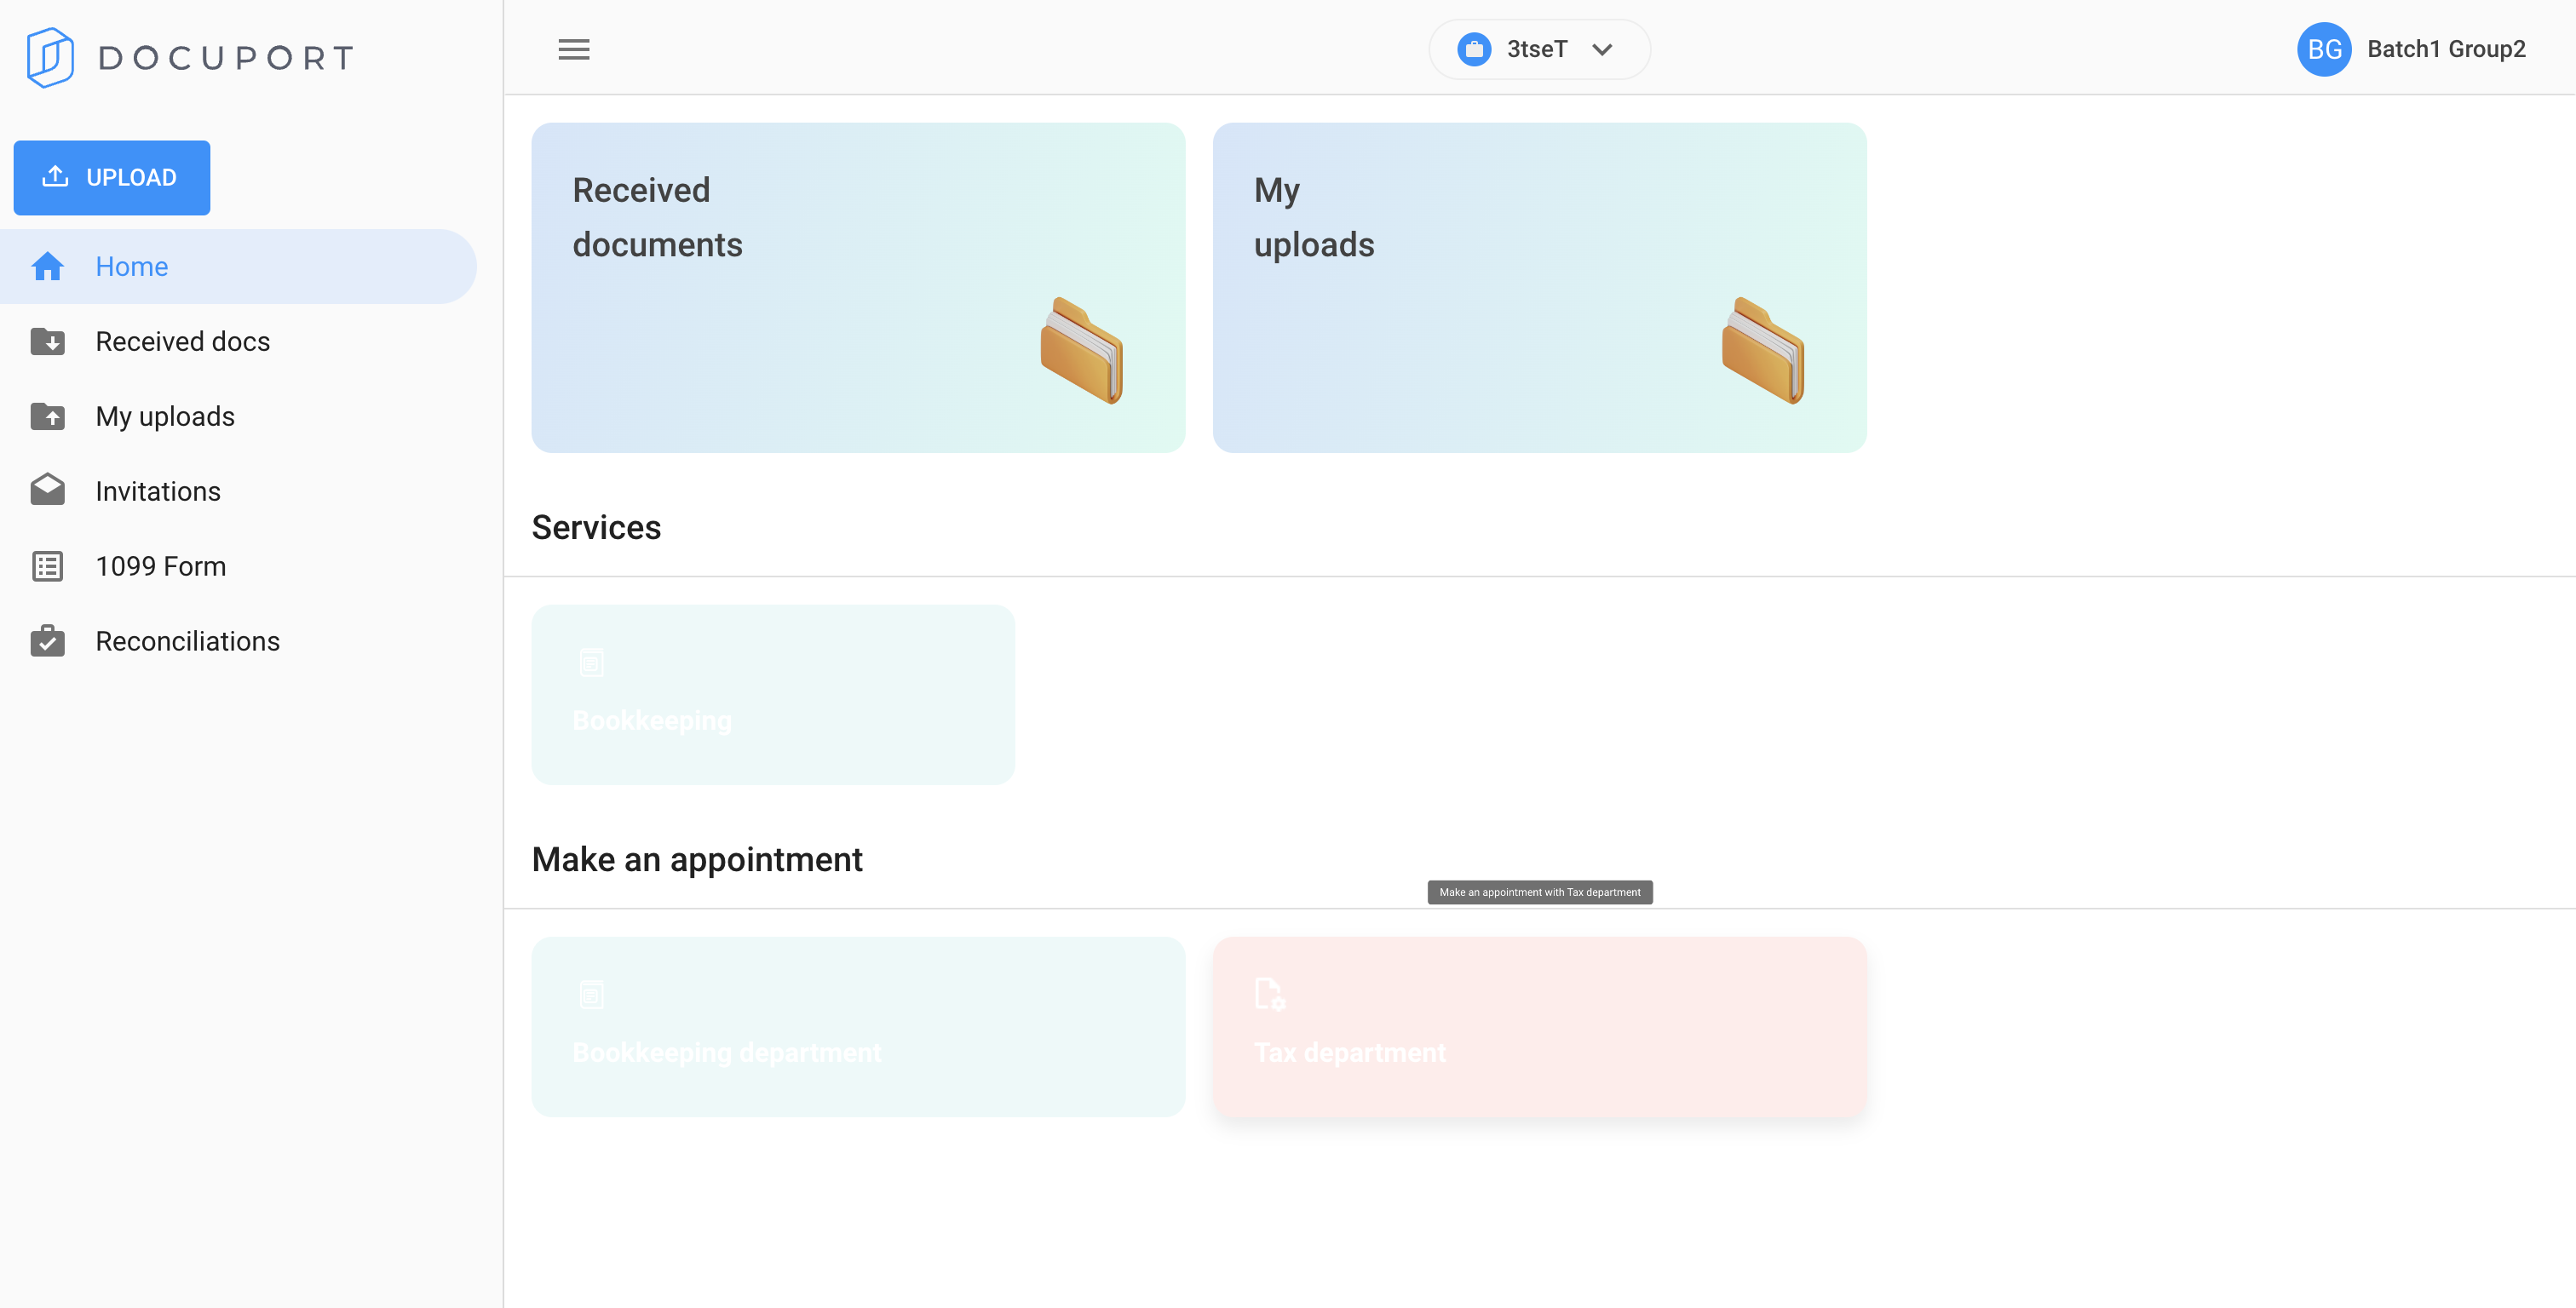 DOCUPORT
UPLOAD
Home
Received docs
My uploads
Invitations
1099 Form
Reconciliations
3tseT
BG
Batch1 Group2
Received
documents
My
uploads
Services
Bookkeeping
Make an appointment
Make an appointment with Tax department
Bookkeeping department
Tax department